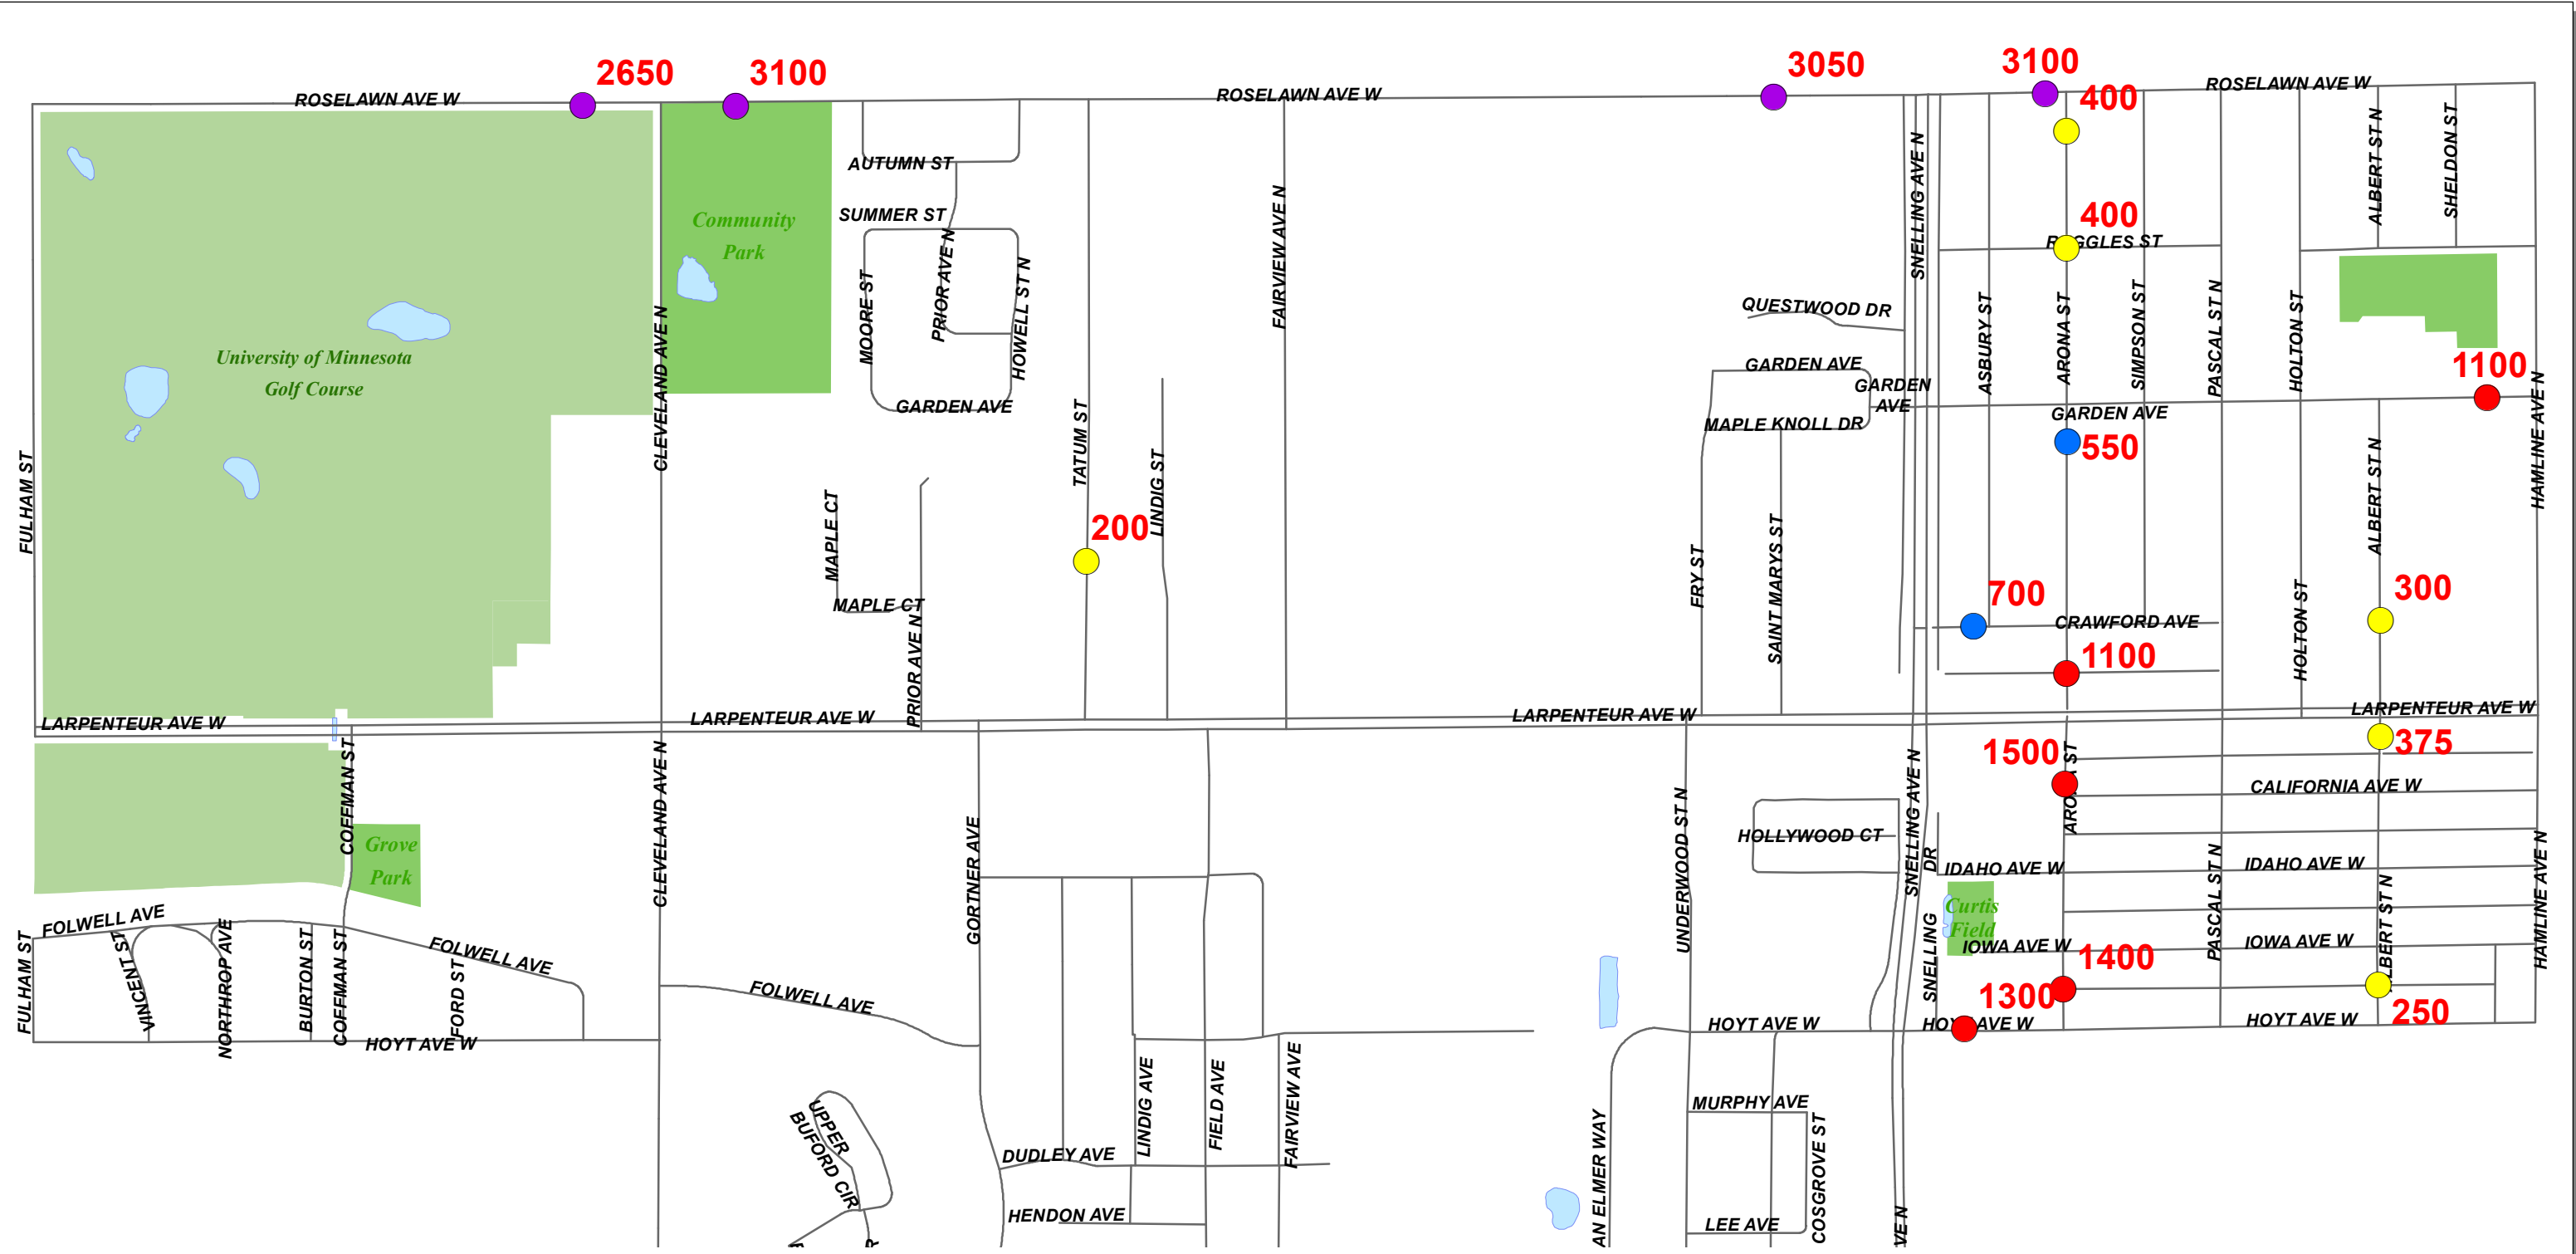 2650
3100
3050
3100
ROSELAWN AVE W
ROSELAWN AVE W
ROSELAWN AVE W
400
AUTUMN ST
SNELLING AVE N
ALBERT ST N
SHELDON ST
Community
Park
SUMMER ST
PRIOR AVE N
FAIRVIEW AVE N
400
GGLES ST
MOORE ST
HOWELL ST N
QUESTWOOD DR
ASBURY ST
ARONA ST
SIMPSON ST
PASCAL ST N
HOLTON ST
University of Minnesota
Golf Course
CLEVELAND AVE N
GARDEN AVE
GARDEN AVE
GARDEN
AVE
GARDEN AVE
1100
HAMLINE AVE N
MAPLE KNOLL DR
550
FULHAM ST
TATUM ST
LINDIG ST
ALBERT ST N
MAPLE CT
200
FRY ST
SAINT MARYS ST
700
300
MAPLE CT
PRIOR AVE N
CRAWFORD AVE
HOLTON ST
1100
LARPENTEUR AVE W
LARPENTEUR AVE W
LARPENTEUR AVE W
LARPENTEUR AVE W
1500
375
COFFMAN ST
CLEVELAND AVE N
GORTNER AVE
UNDERWOOD ST N
SNELLING AVE N
CALIFORNIA AVE W
Grove
Park
HOLLYWOOD CT
SNELLING DR
IDAHO AVE W
IDAHO AVE W
PASCAL ST N
HAMLINE AVE N
Curtis
Field
FOLWELL AVE
FOLWELL AVE
IOWA AVE W
IOWA AVE W
1400
FULHAM ST
VINCENT ST
NORTHROP AVE
BURTON ST
COFFMAN ST
FORD ST
FOLWELL AVE
1300
250
HOYT AVE W
HOYT AVE W
HOYT AVE W
UPPER
BUFORD CIR
LINDIG AVE
FIELD AVE
FAIRVIEW AVE
MURPHY AVE
DUDLEY AVE
AN ELMER WAY
COSGROVE ST
HENDON AVE
LEE AVE
VE N